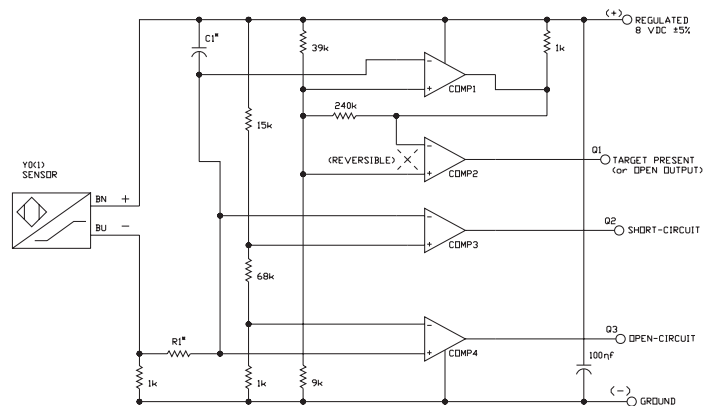 (+) REGULATED
8 VDC ±5%
C1*
39k
1k
COMP1
240k
15k
Q1
(REVERSIBLE)
TARGET PRESENT
(or OPEN OUTPUT)
COMP2
Y0(1)
SENSOR
BN +
BU −
Q2
SHORT-CIRCUIT
COMP3
68k
Q3
OPEN-CIRCUIT
R1*
COMP4
100nf
1k
1k
9k
(−)
GROUND
− + − + − + − +